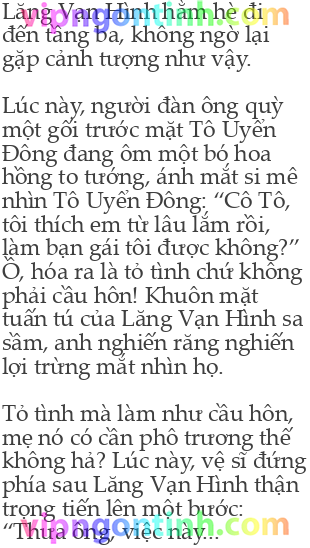 Lăng Vạn Hình hằm hè đi
đến tầng ba, không ngờ lại
gặp cảnh tượng như vậy.
Lúc này, người đàn ông quỳ
một gối trước mặt Tô Uyển
Đông đang ôm một bó hoa
hồng to tướng, ánh mắt si mê
nhìn Tô Uyển Đông: “Cô Tô,
tôi thích em từ lâu lắm rồi,
làm bạn gái tôi được không?”
Ồ, hóa ra là tỏ tình chứ không
phải cầu hôn! Khuôn mặt
tuấn tú của Lăng Vạn Hình sa
sầm, anh nghiến răng nghiến
lợi trừng mắt nhìn họ.
Tỏ tình mà làm như cầu hôn,
mẹ nó có cần phô trương thế
không hả? Lúc này, vệ sĩ đứng
phía sau Lăng Vạn Hình thận
trọng tiến lên một bước:
“Thưa ông, việc này...
vipngontinh.com
vipngontinh.com